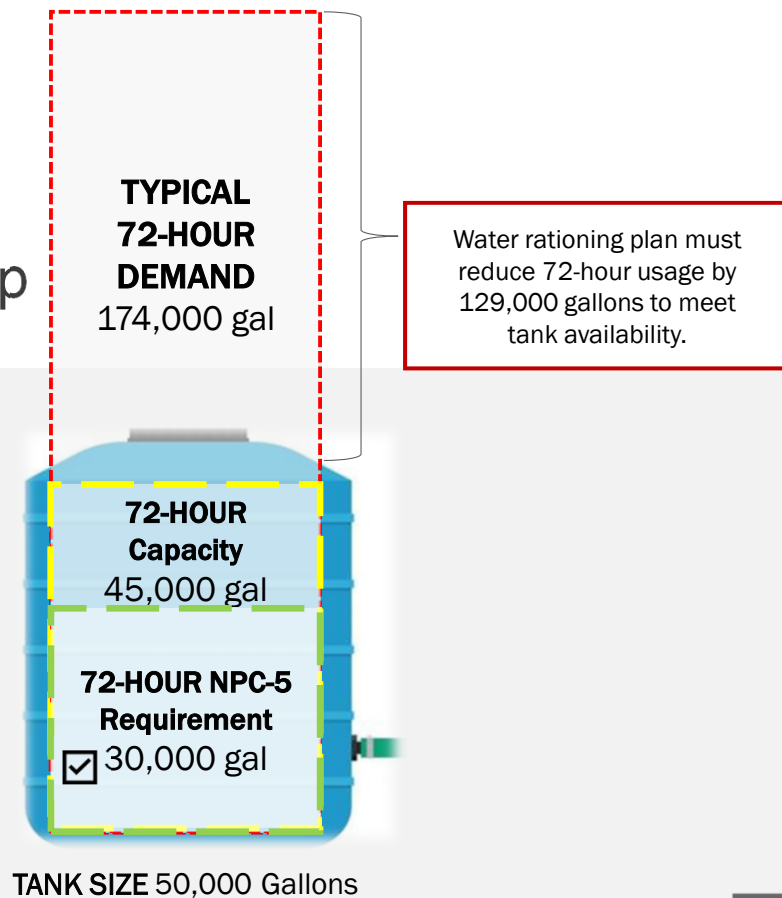 TYPICAL
72-HOUR
DEMAND
174,000 gal
p
Water rationing plan must
reduce 72-hour usage by
129,000 gallons to meet
tank availability.
72-HOUR
Capacity
45,000 gal
72-HOUR NPC-5
Requirement
30,000 gal
TANK SIZE 50,000 Gallons